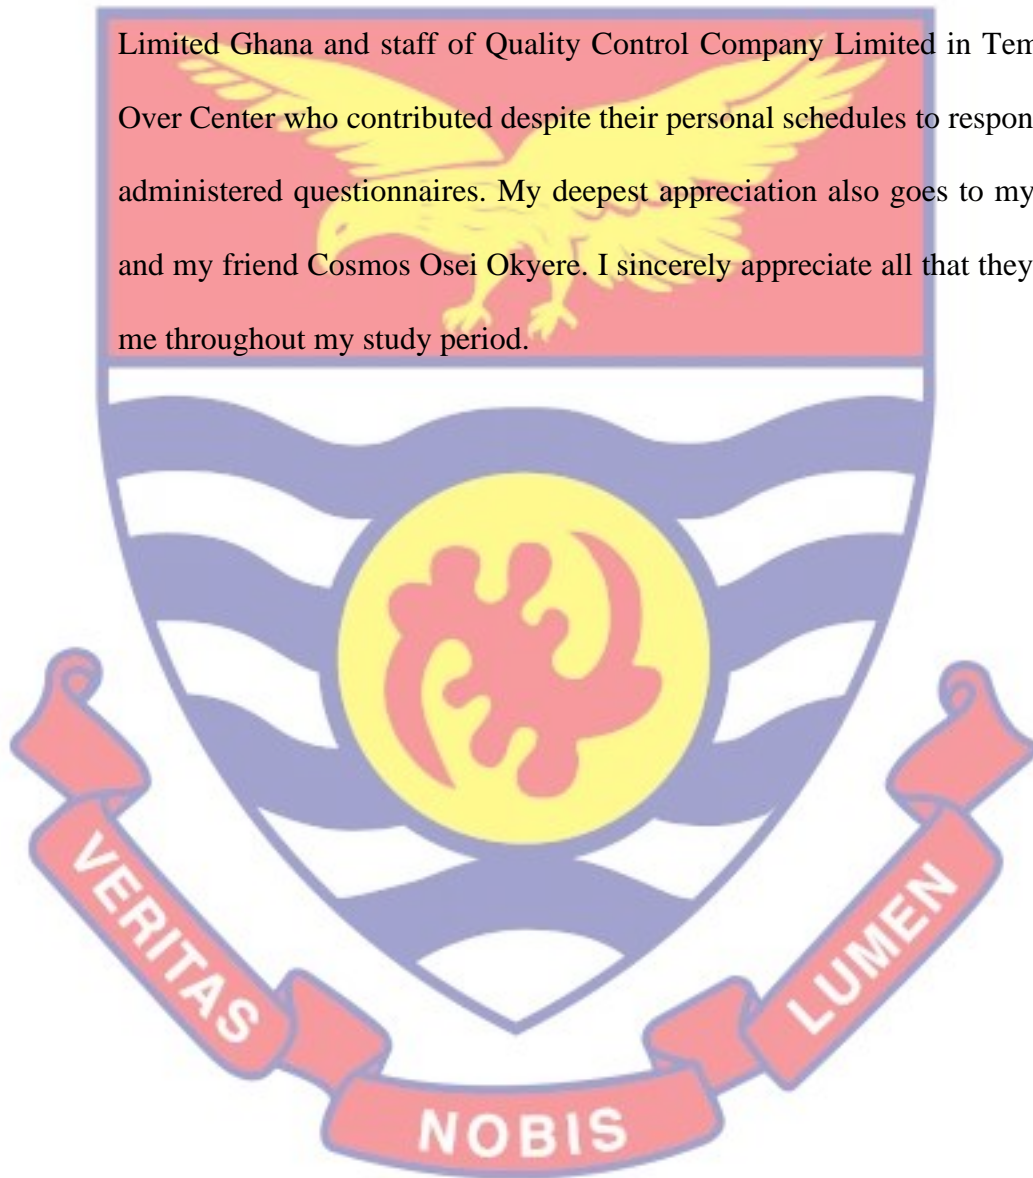 Limited Ghana and staff of Quality Control Company Limited in Tem
Over Center who contributed despite their personal schedules to respon
administered questionnaires. My deepest appreciation also goes to my
and my friend Cosmos Osei Okyere. I sincerely appreciate all that they
me throughout my study period.
VERITAS
NOBIS
LUMEN